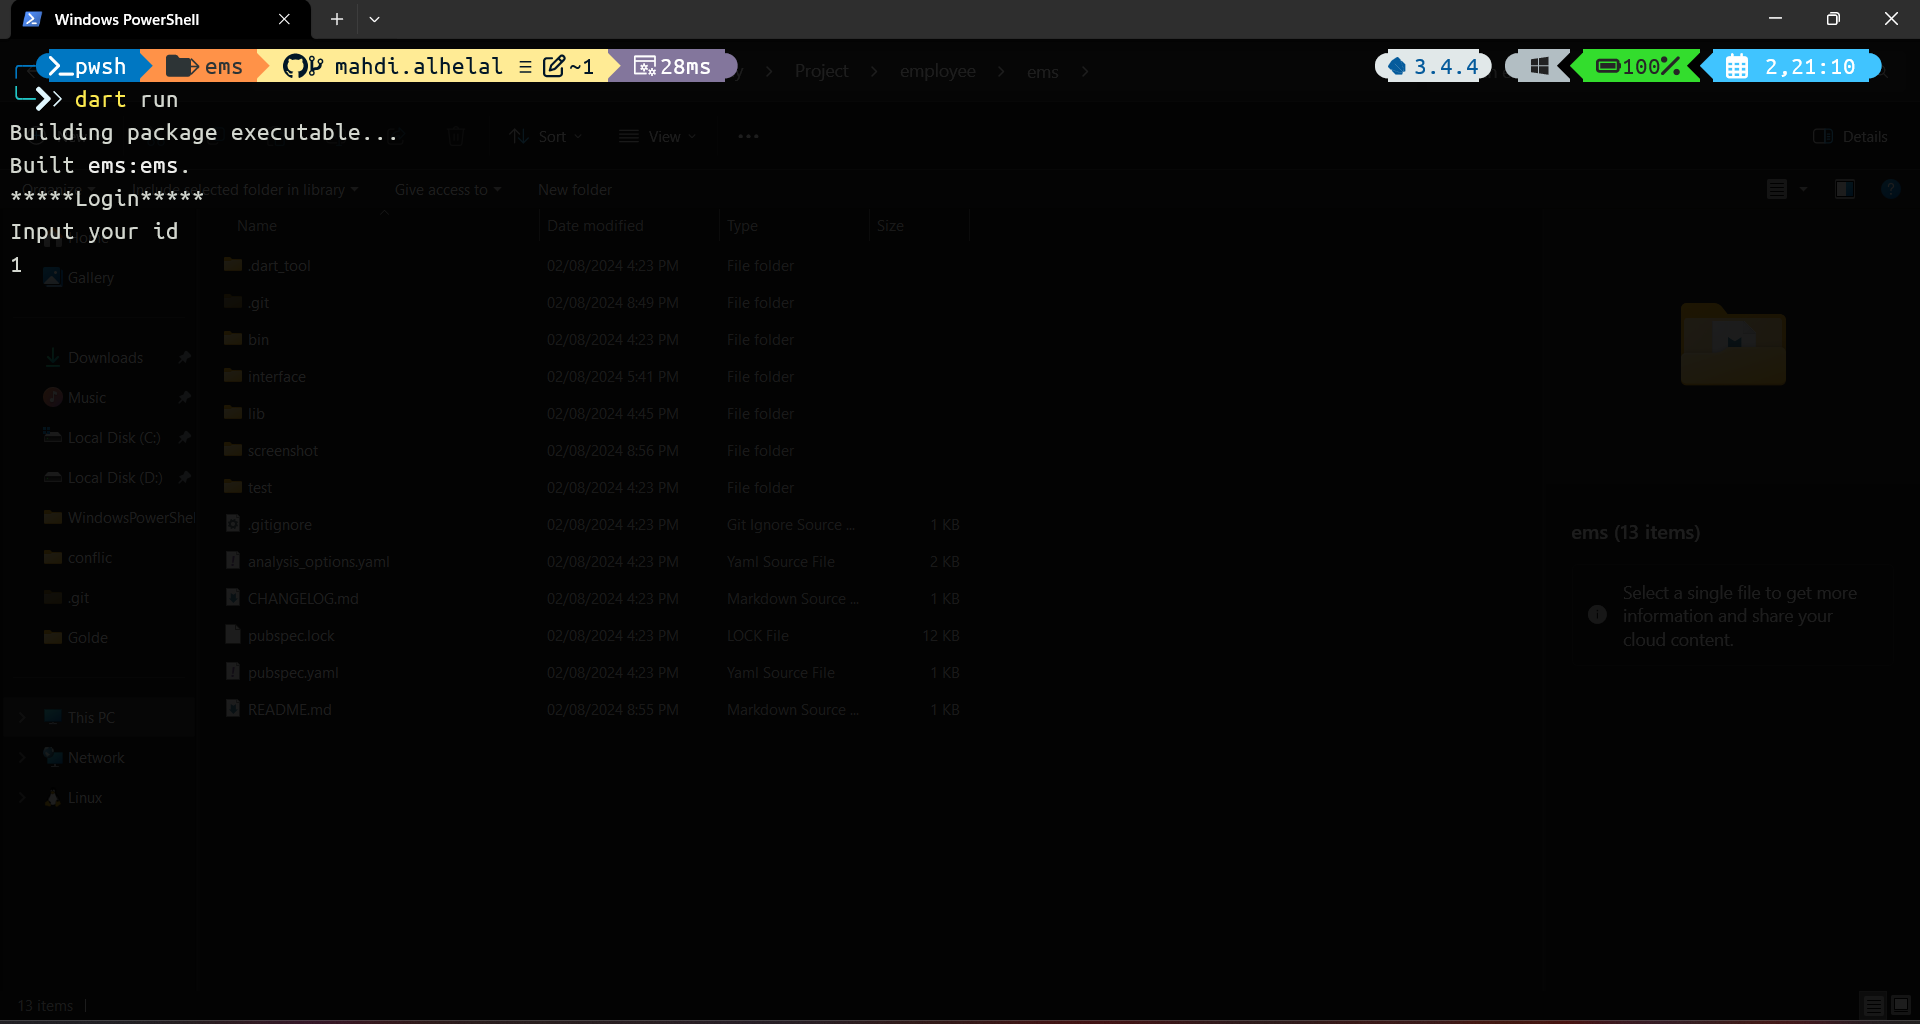 Windows PowerShell
>_pwsh ems mahdi.alhelal ≡ ~1 28ms
3.4.4 100% 2,21:10
y > Project > employee > ems >
>> dart run
Building package executable...
Sort View ... Details
Built ems:ems.
Organize Include selected folder in library Give access to New folder
*****Login*****
Name Date modified Type Size
Input your id
Home
1
Gallery
Downloads
Music
Local Disk (C:)
Local Disk (D:)
WindowsPowerShel
conflic
.git
Golde
This PC
Network
Linux
.dart_tool 02/08/2024 4:23 PM File folder
.git 02/08/2024 8:49 PM File folder
bin 02/08/2024 4:23 PM File folder
interface 02/08/2024 5:41 PM File folder
lib 02/08/2024 4:45 PM File folder
screenshot 02/08/2024 8:56 PM File folder
test 02/08/2024 4:23 PM File folder
.gitignore 02/08/2024 4:23 PM Git Ignore Source ... 1 KB
analysis_options.yaml 02/08/2024 4:23 PM Yaml Source File 2 KB
CHANGELOG.md 02/08/2024 4:23 PM Markdown Source ... 1 KB
pubspec.lock 02/08/2024 4:23 PM LOCK File 12 KB
pubspec.yaml 02/08/2024 4:23 PM Yaml Source File 1 KB
README.md 02/08/2024 8:55 PM Markdown Source ... 1 KB
ems (13 items)
Select a single file to get more
information and share your
cloud content.
13 items